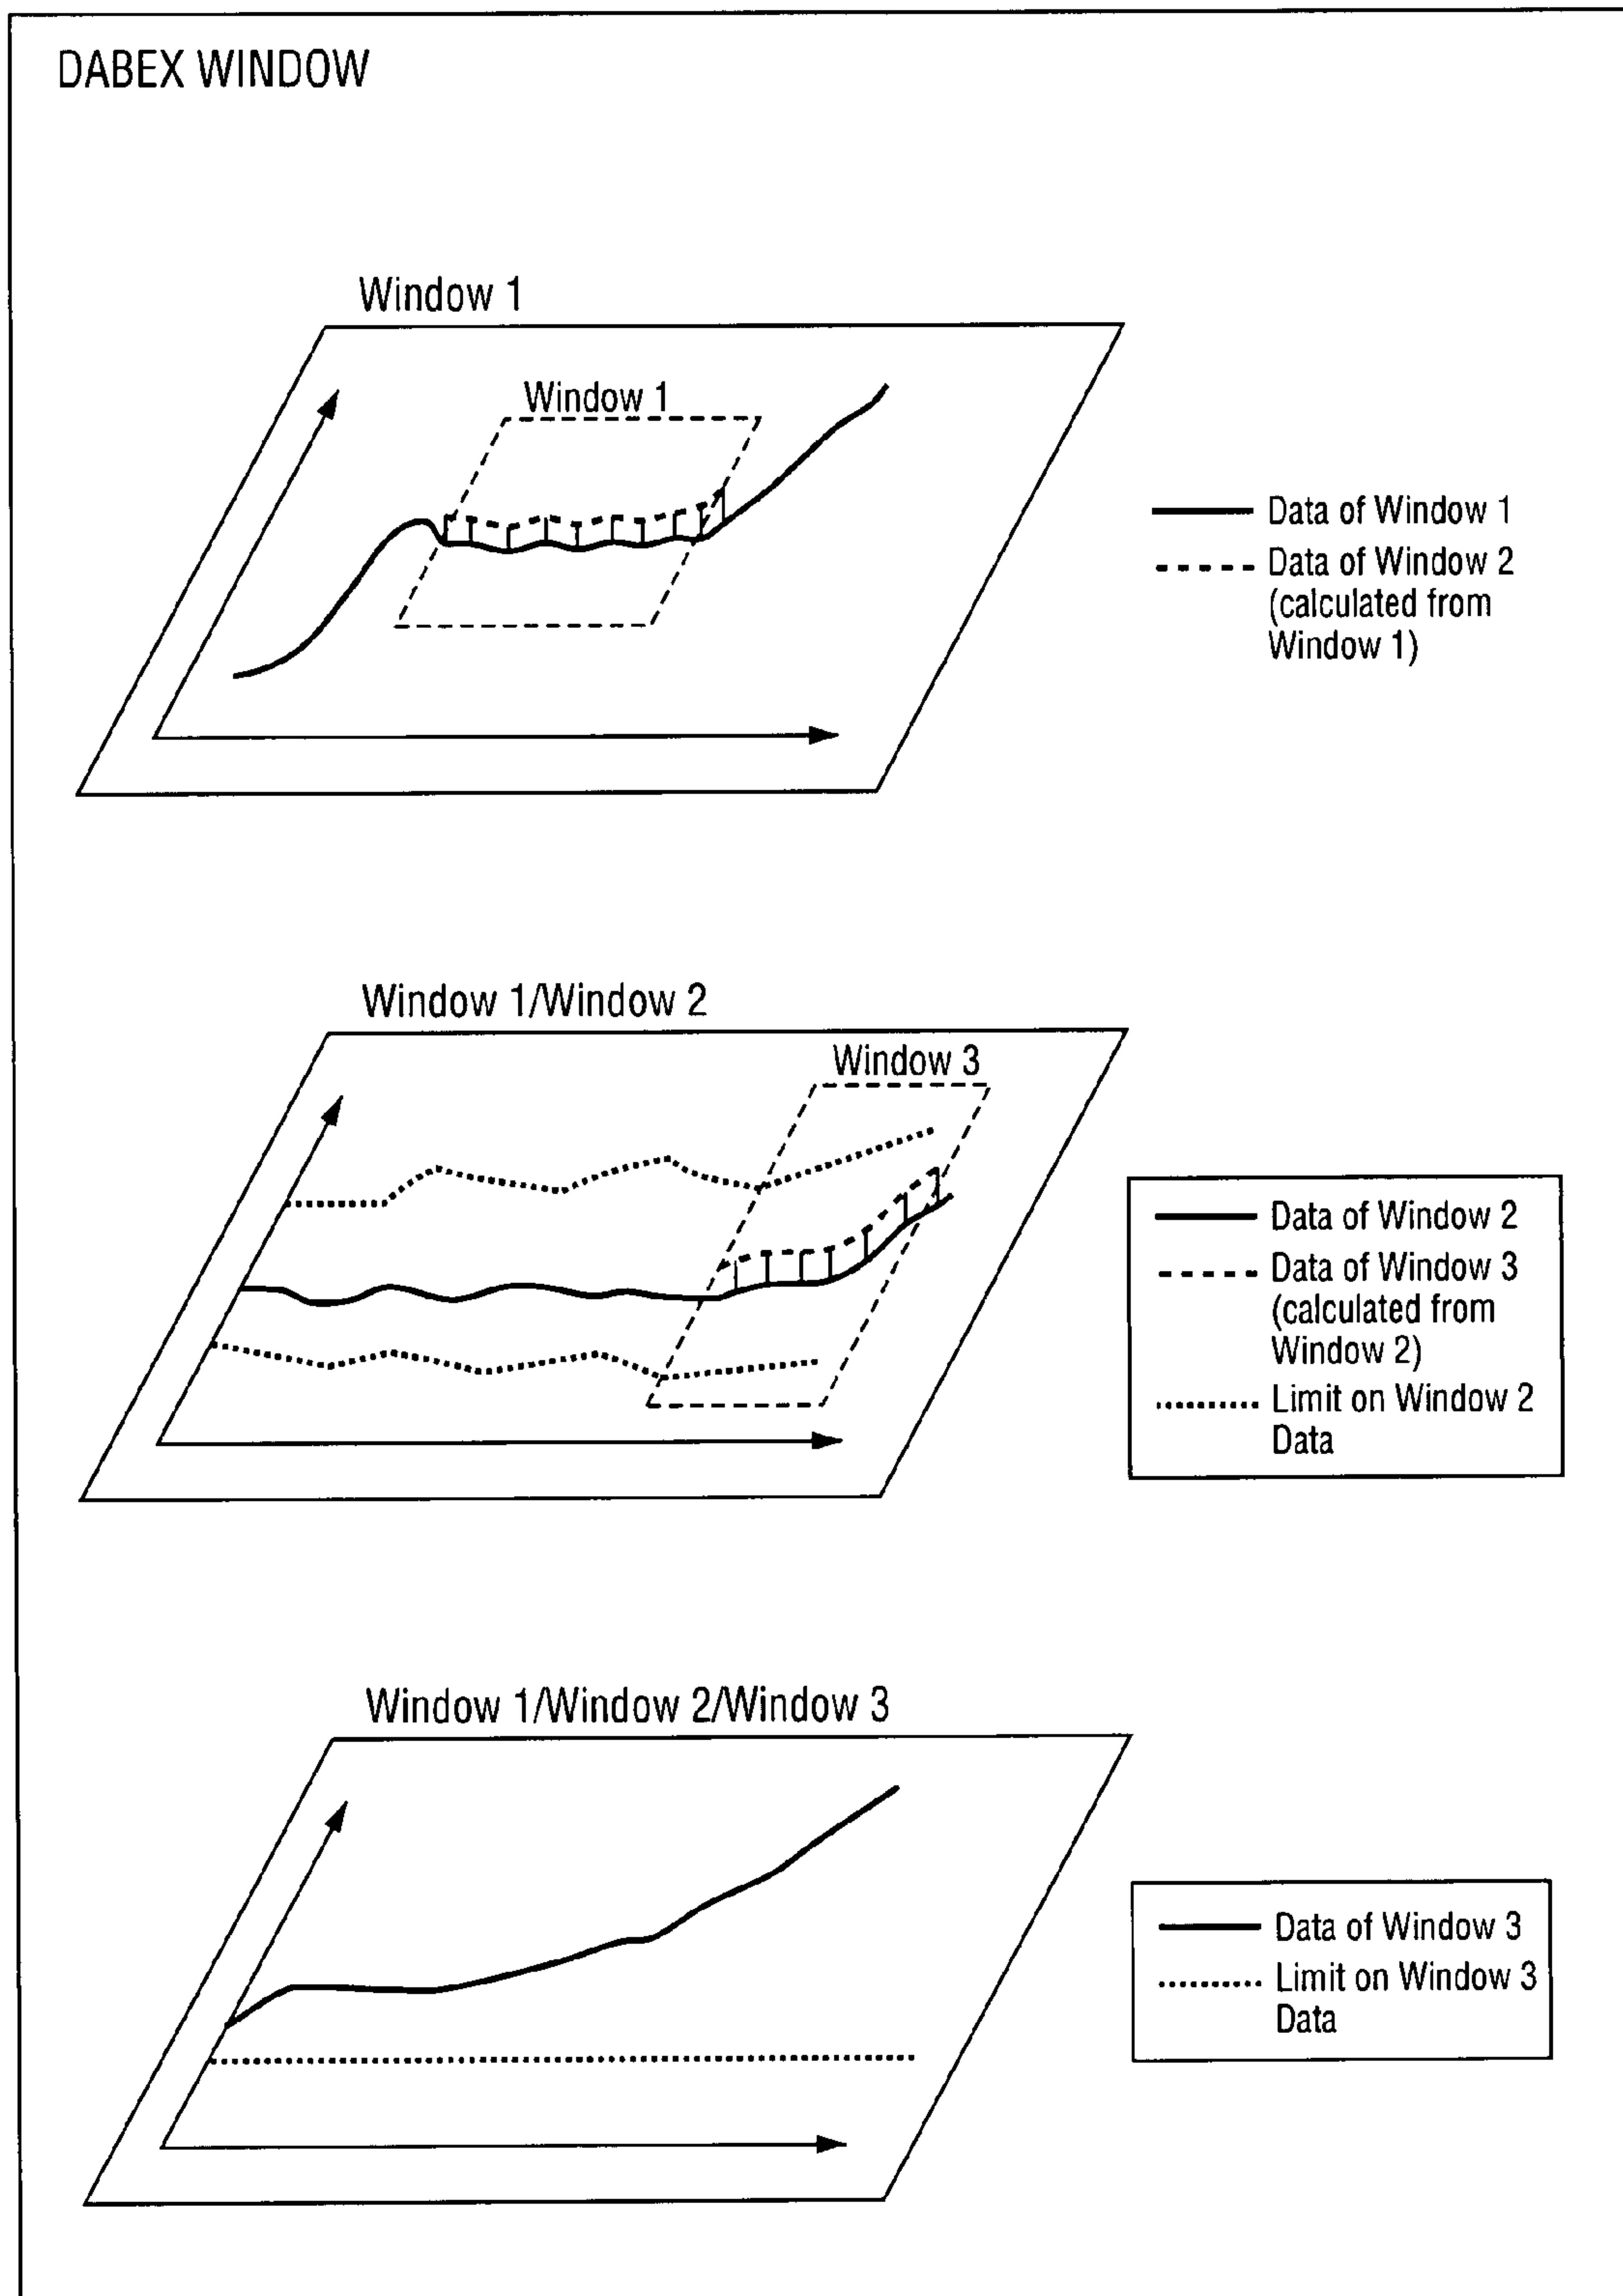 DABEX WINDOW
Window 1
Window 1
Data of Window 1
Data of Window 2
(calculated from
Window 1)
Window 1/Window 2
Window 3
Data of Window 2
Data of Window 3
(calculated from
Window 2)
Limit on Window 2
Data
Window 1/Window 2/Window 3
Data of Window 3
Limit on Window 3
Data